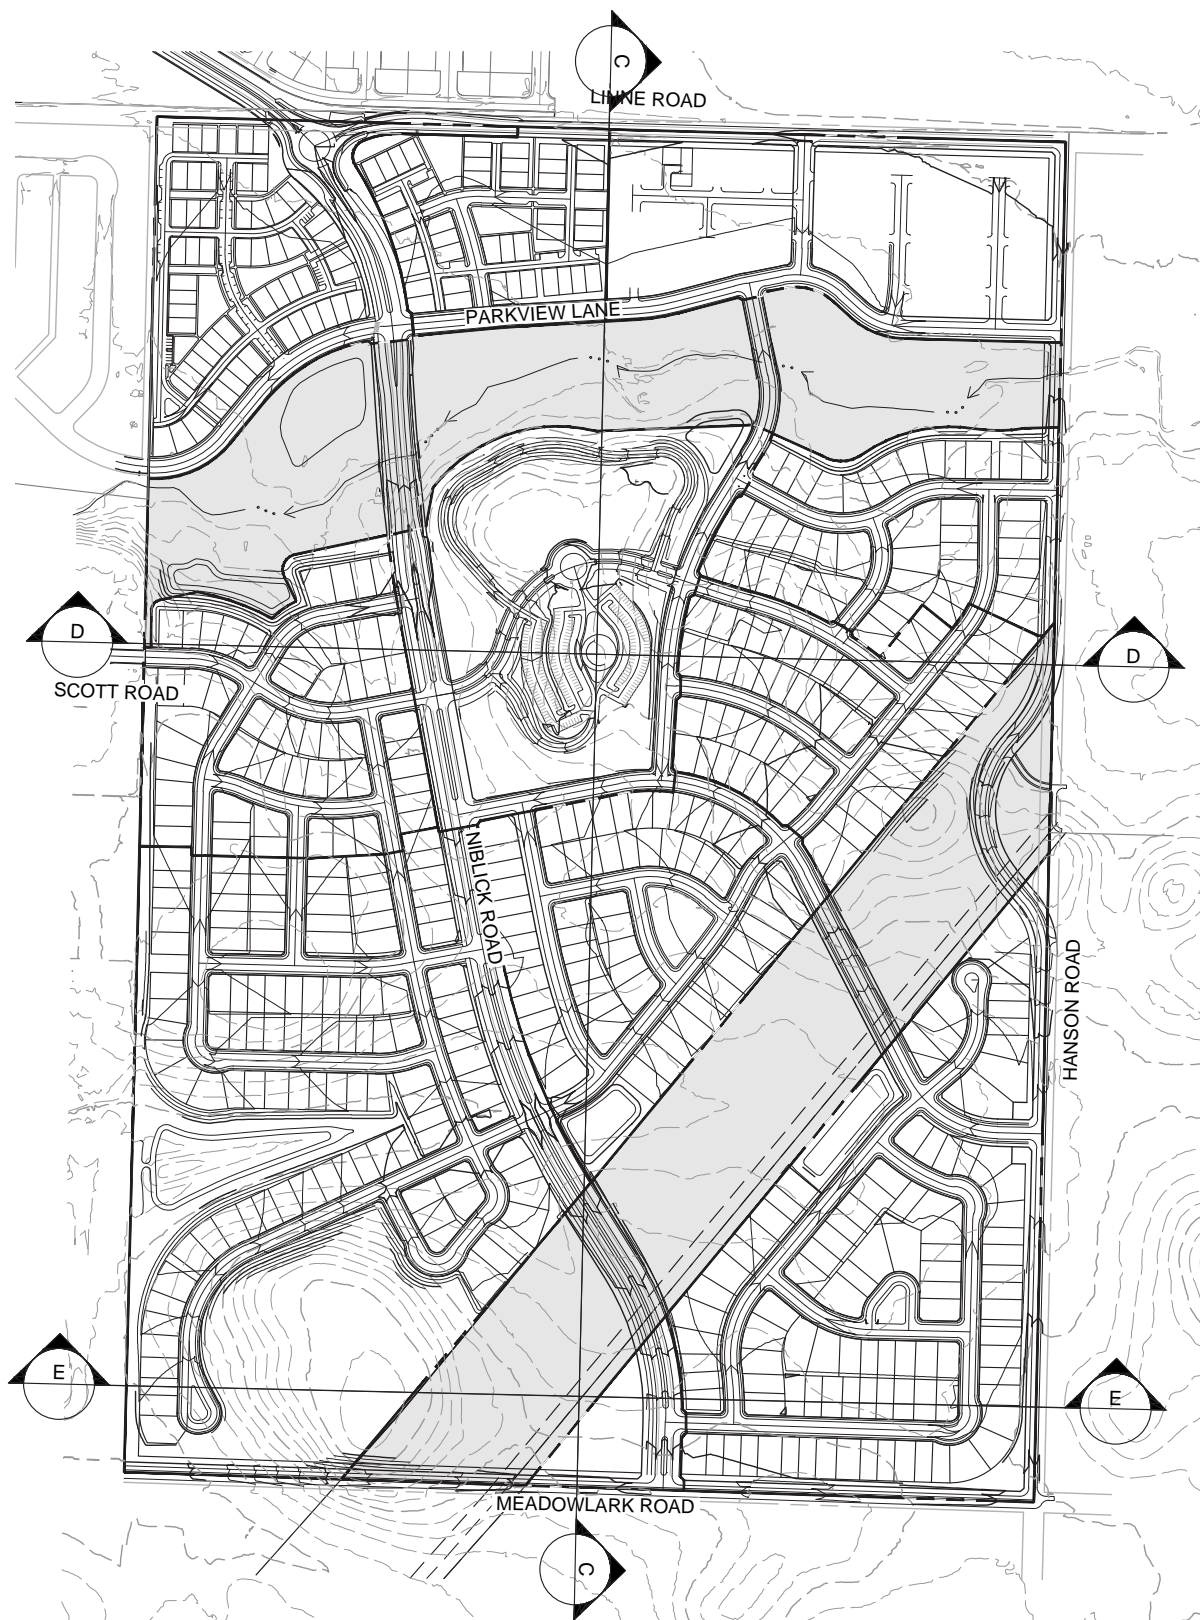 C
LINNE ROAD
PARKVIEW LANE
D
D
SCOTT ROAD
NIBLICK ROAD
HANSON ROAD
E
E
MEADOWLARK ROAD
C